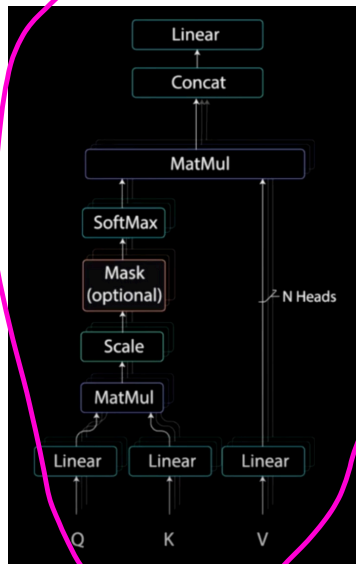 Linear
Concat
MatMul
SoftMax
Mask
(optional)
N Heads
Scale
MatMul
Linear Linear Linear
Q K V